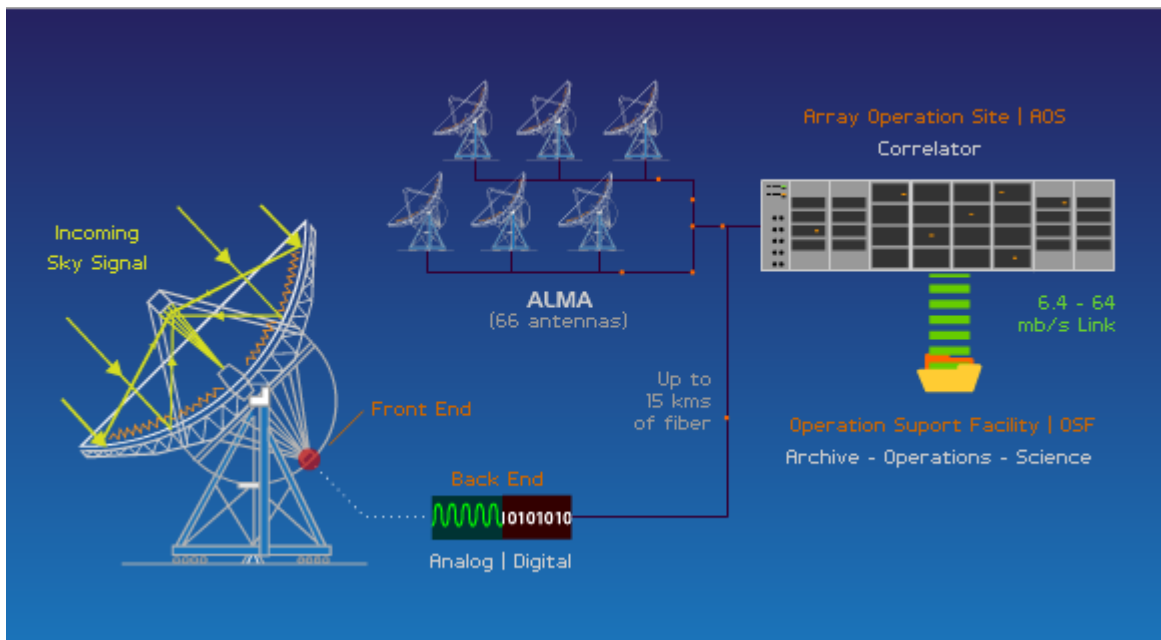 Array Operation Site | AOS
Correlator
Incoming
Sky Signal
ALMA
(66 antennas)
6.4 - 64
mb/s Link
Up to
15 kms
of fiber
Front End
Operation Suport Facility | OSF
Archive - Operations - Science
Back End
10101010
Analog | Digital